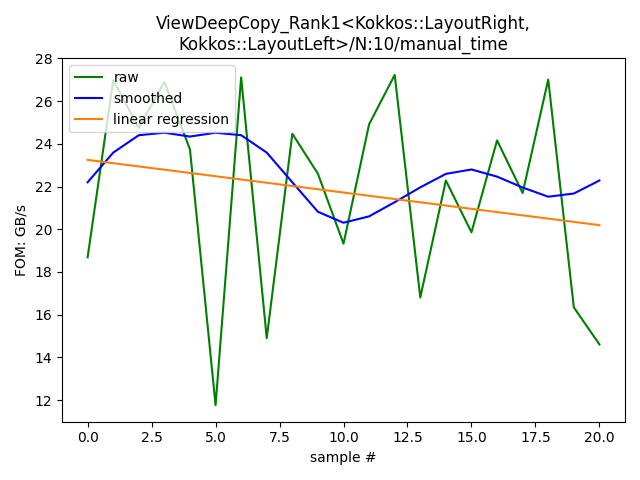 ViewDeepCopy_Rank1<Kokkos::LayoutRight,
Kokkos::LayoutLeft>/N:10/manual_time
raw
smoothed
linear regression
FOM: GB/s
28
26
24
22
20
18
16
14
12
0.0 2.5 5.0 7.5 10.0 12.5 15.0 17.5 20.0
sample #